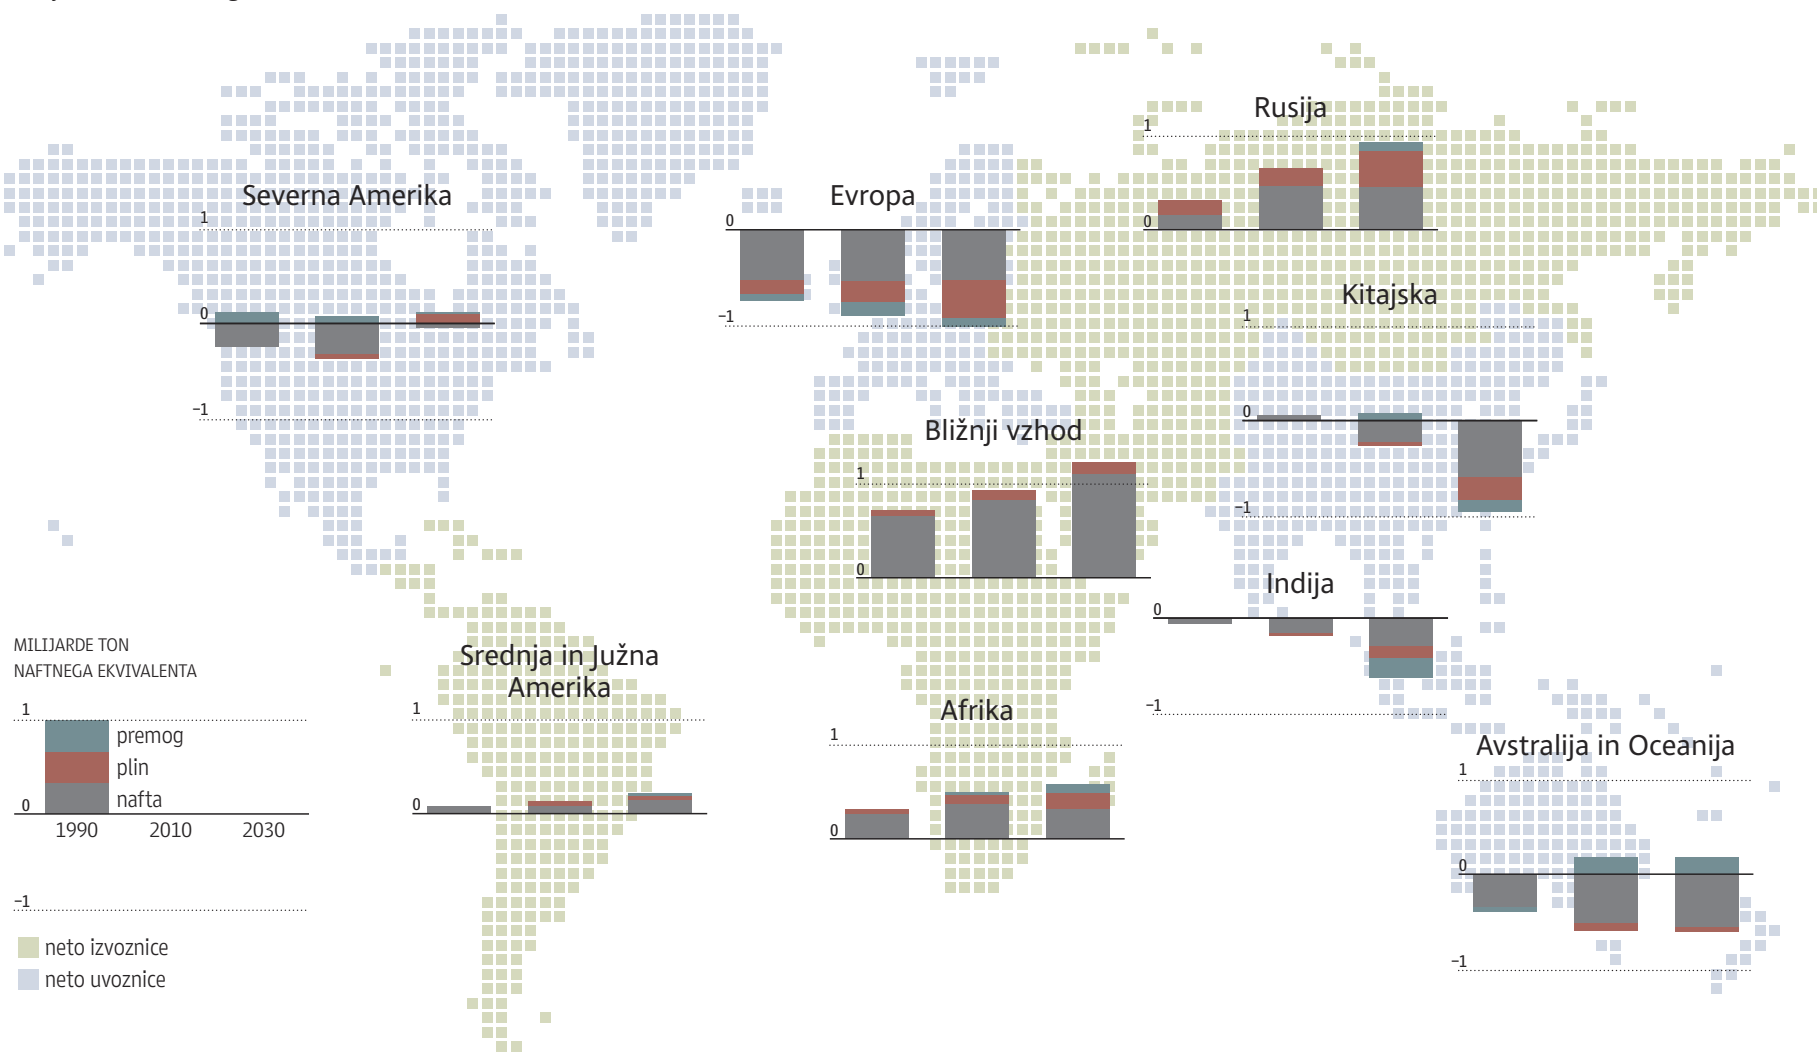 Rusija
1
0
Severna Amerika
1
0
−1
Evropa
0
−1
Kitajska
1
0
−1
Bližnji vzhod
1
0
Indija
0
−1
MILIJARDE TON
NAFTNEGA EKVIVALENTA
1
premog
plin
nafta
0
1990 2010 2030
−1
neto izvoznice
neto uvoznice
Srednja in Južna
Amerika
1
0
Afrika
1
0
Avstralija in Oceanija
1
0
−1